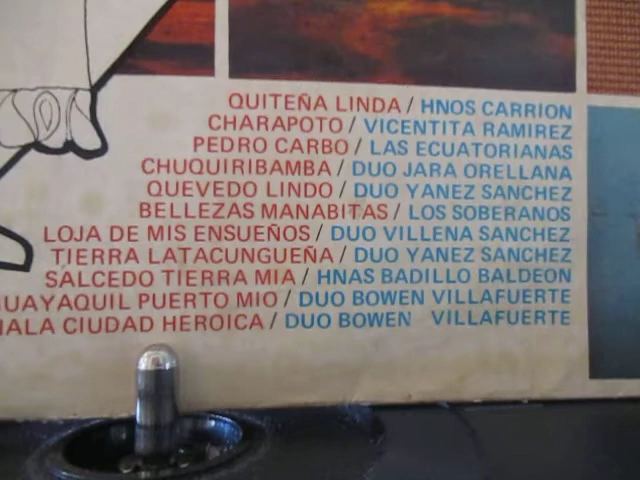 QUITEÑA LINDA / HNOS CARRION
CHARAPOTO / VICENTITA RAMIREZ
PEDRO CARBO / LAS ECUATORIANAS
CHUQUIRIBAMBA / DUO JARA ORELLANA
QUEVEDO LINDO / DUO YANEZ SANCHEZ
BELLEZAS MANABITAS / LOS SOBERANOS
LOJA DE MIS ENSUEÑOS / DUO VILLENA SANCHEZ
TIERRA LATACUNGUEÑA / DUO YANEZ SANCHEZ
SALCEDO TIERRA MIA / HNAS BADILLO BALDEON
PUERTO MIO / DUO BOWEN VILLAFUERTE
CIUDAD HEROICA / DUO BOWEN VILLAFUERTE